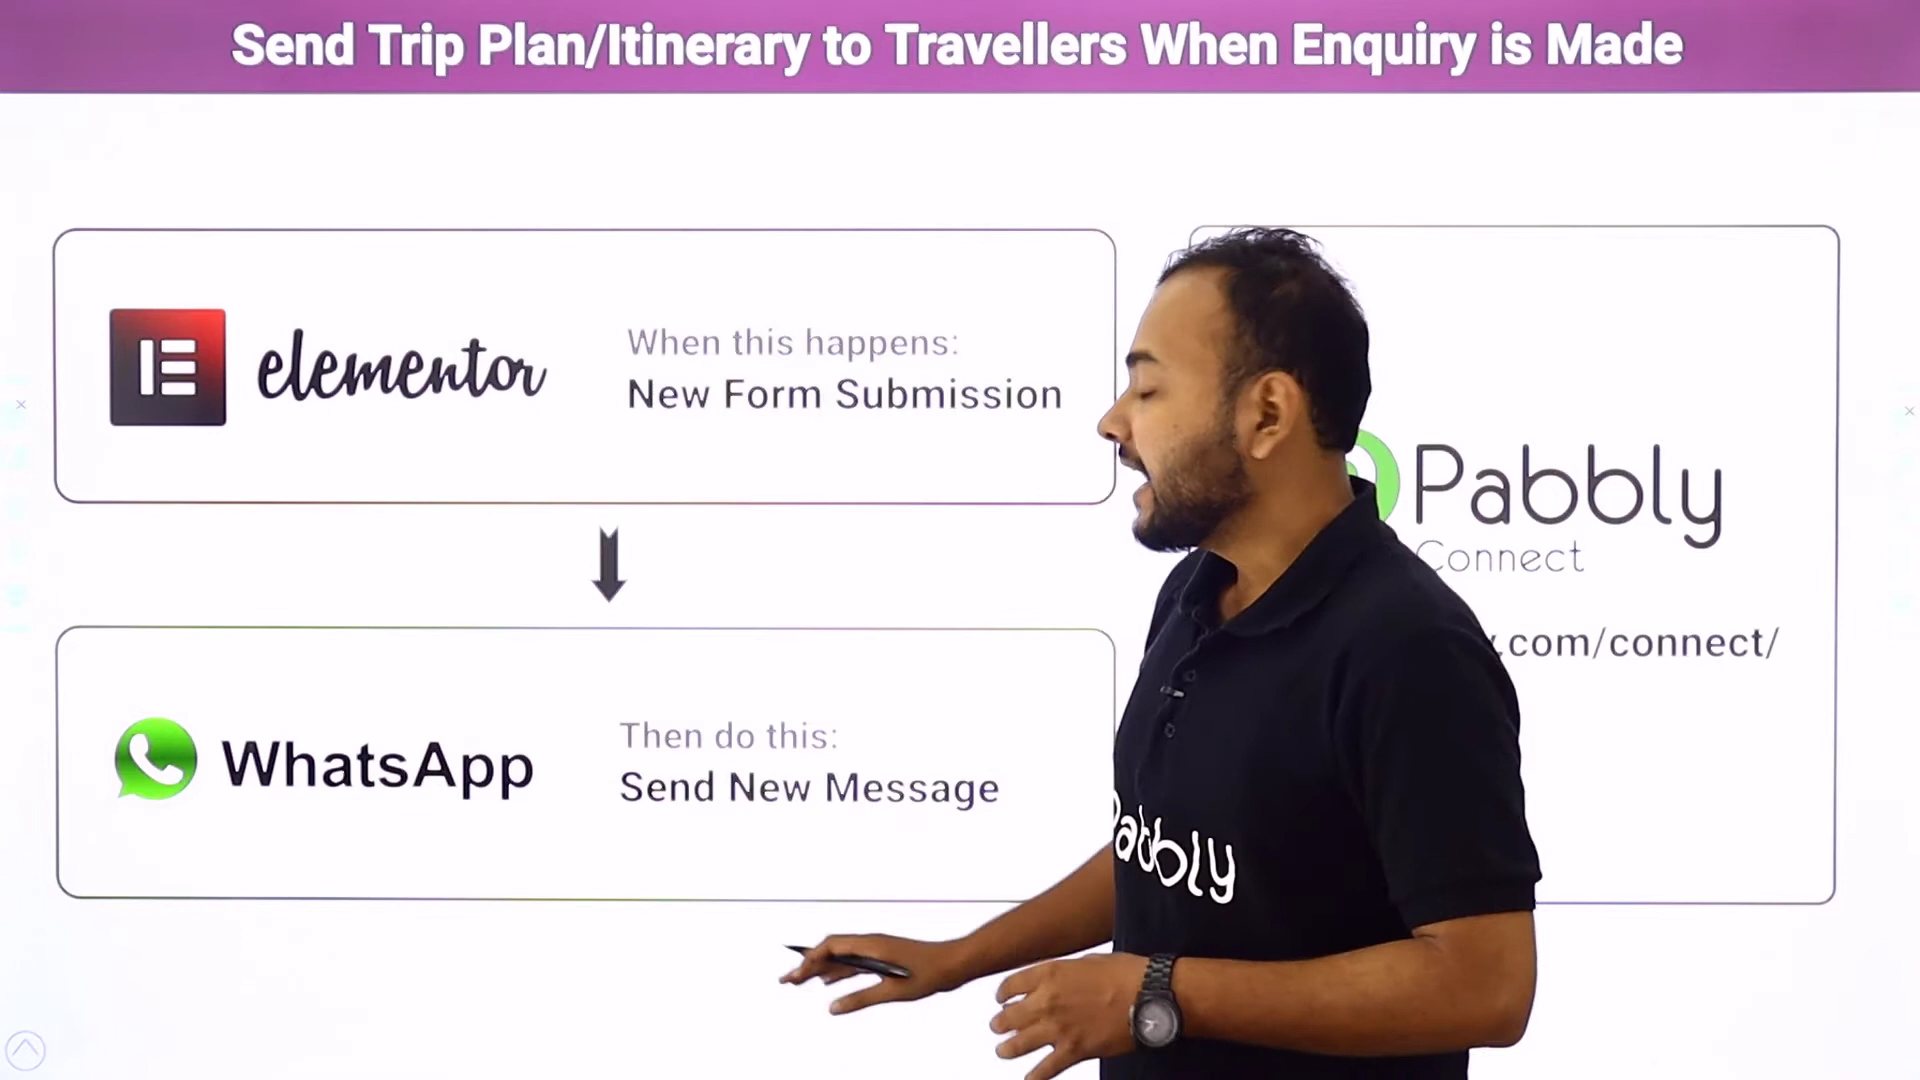 Send Trip Plan/Itinerary to Travellers When Enquiry is Made
elementor
When this happens:
New Form Submission
WhatsApp
Then do this:
Send New Message
Pabbly
Connect
.com/connect/
Pabbly